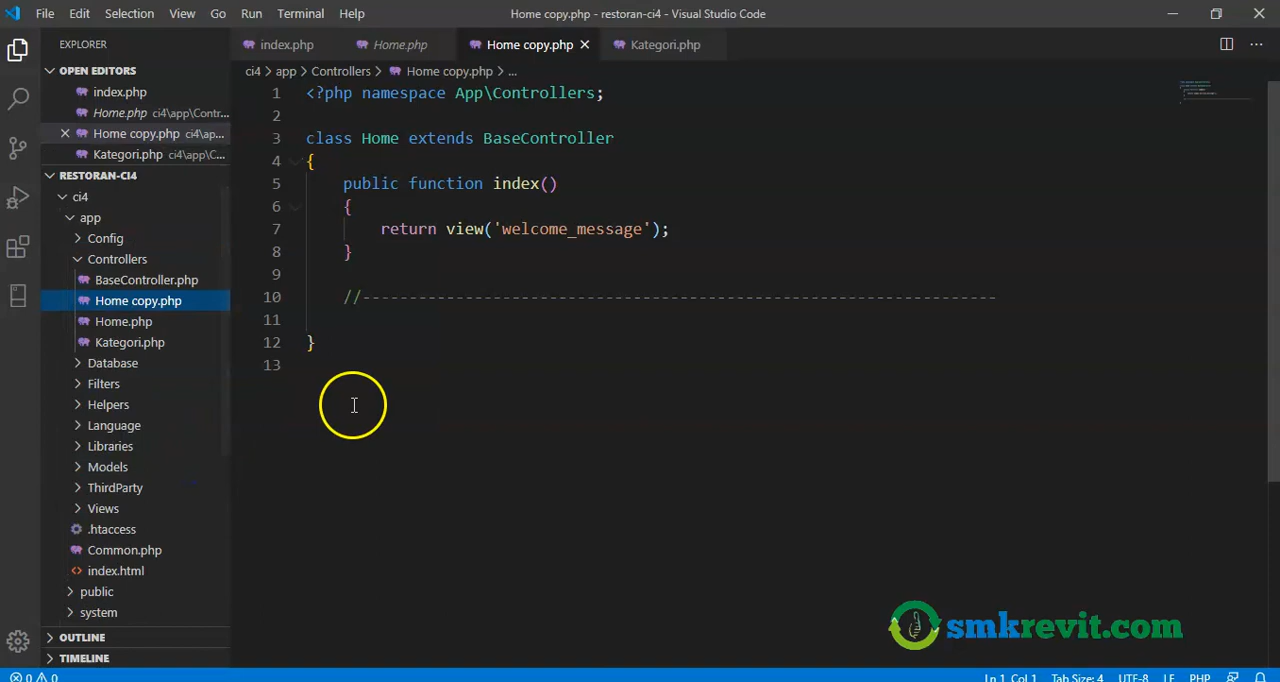 File Edit Selection View Go Run Terminal Help Home copy.php - restoran-ci4 - Visual Studio Code
EXPLORER
index.php Home.php Home copy.php Kategori.php
OPEN EDITORS
index.php
Home.php ci4\app\Contr...
Home copy.php ci4\ap...
Kategori.php ci4\app\C...
RESTORAN-CI4
ci4
app
Config
Controllers
BaseController.php
Home copy.php
Home.php
Kategori.php
Database
Filters
Helpers
Language
Libraries
Models
ThirdParty
Views
.htaccess
Common.php
index.html
public
system
OUTLINE
TIMELINE
ci4 > app > Controllers > Home copy.php > ...
1 <?php namespace App\Controllers;
2
3 class Home extends BaseController
4 {
5 public function index()
6 {
7 return view('welcome_message');
8 }
9
10 //--------------------------------------------------------------------
11
12 }
13
smkrevit.com
0 0 Ln 1, Col 1 Tab Size: 4 UTF-8 LF PHP